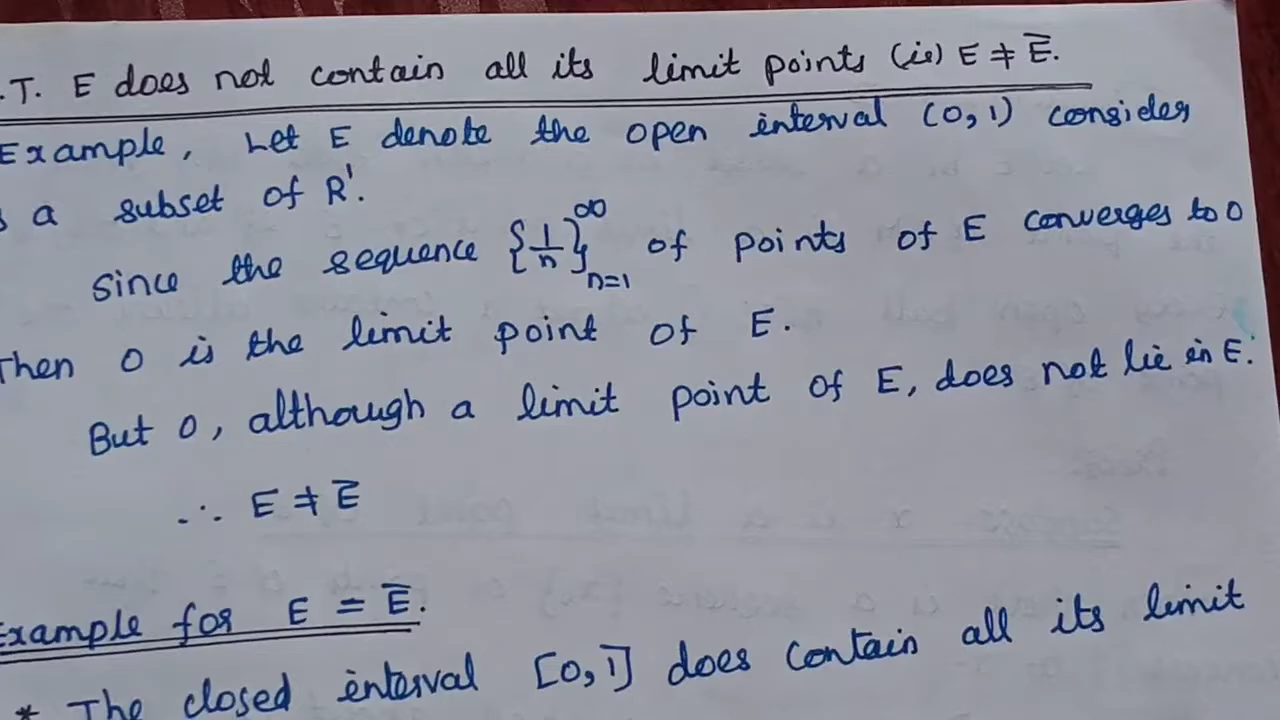 .T. E does not contain all its limit points (ie) E ≠ E̅.
Example, Let E denote the open interval (0,1) consider
s a subset of R'.
since the sequence {1/n}∞n=1 of points of E converges to 0
Then 0 is the limit point of E.
But 0, although a limit point of E, does not lie in E.
∴ E ≠ E̅
Example for E = E̅.
* The closed interval [0,1] does contain all its limit